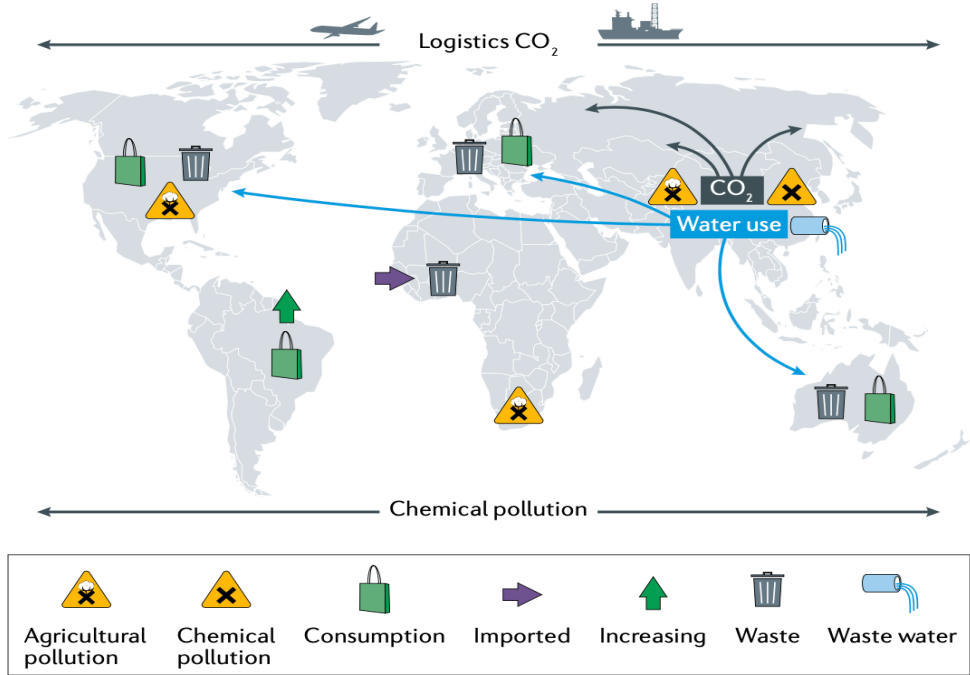 Logistics CO₂
CO₂
Water use
Chemical pollution
Agricultural
pollution
Chemical
pollution
Consumption
Imported
Increasing
Waste
Waste water